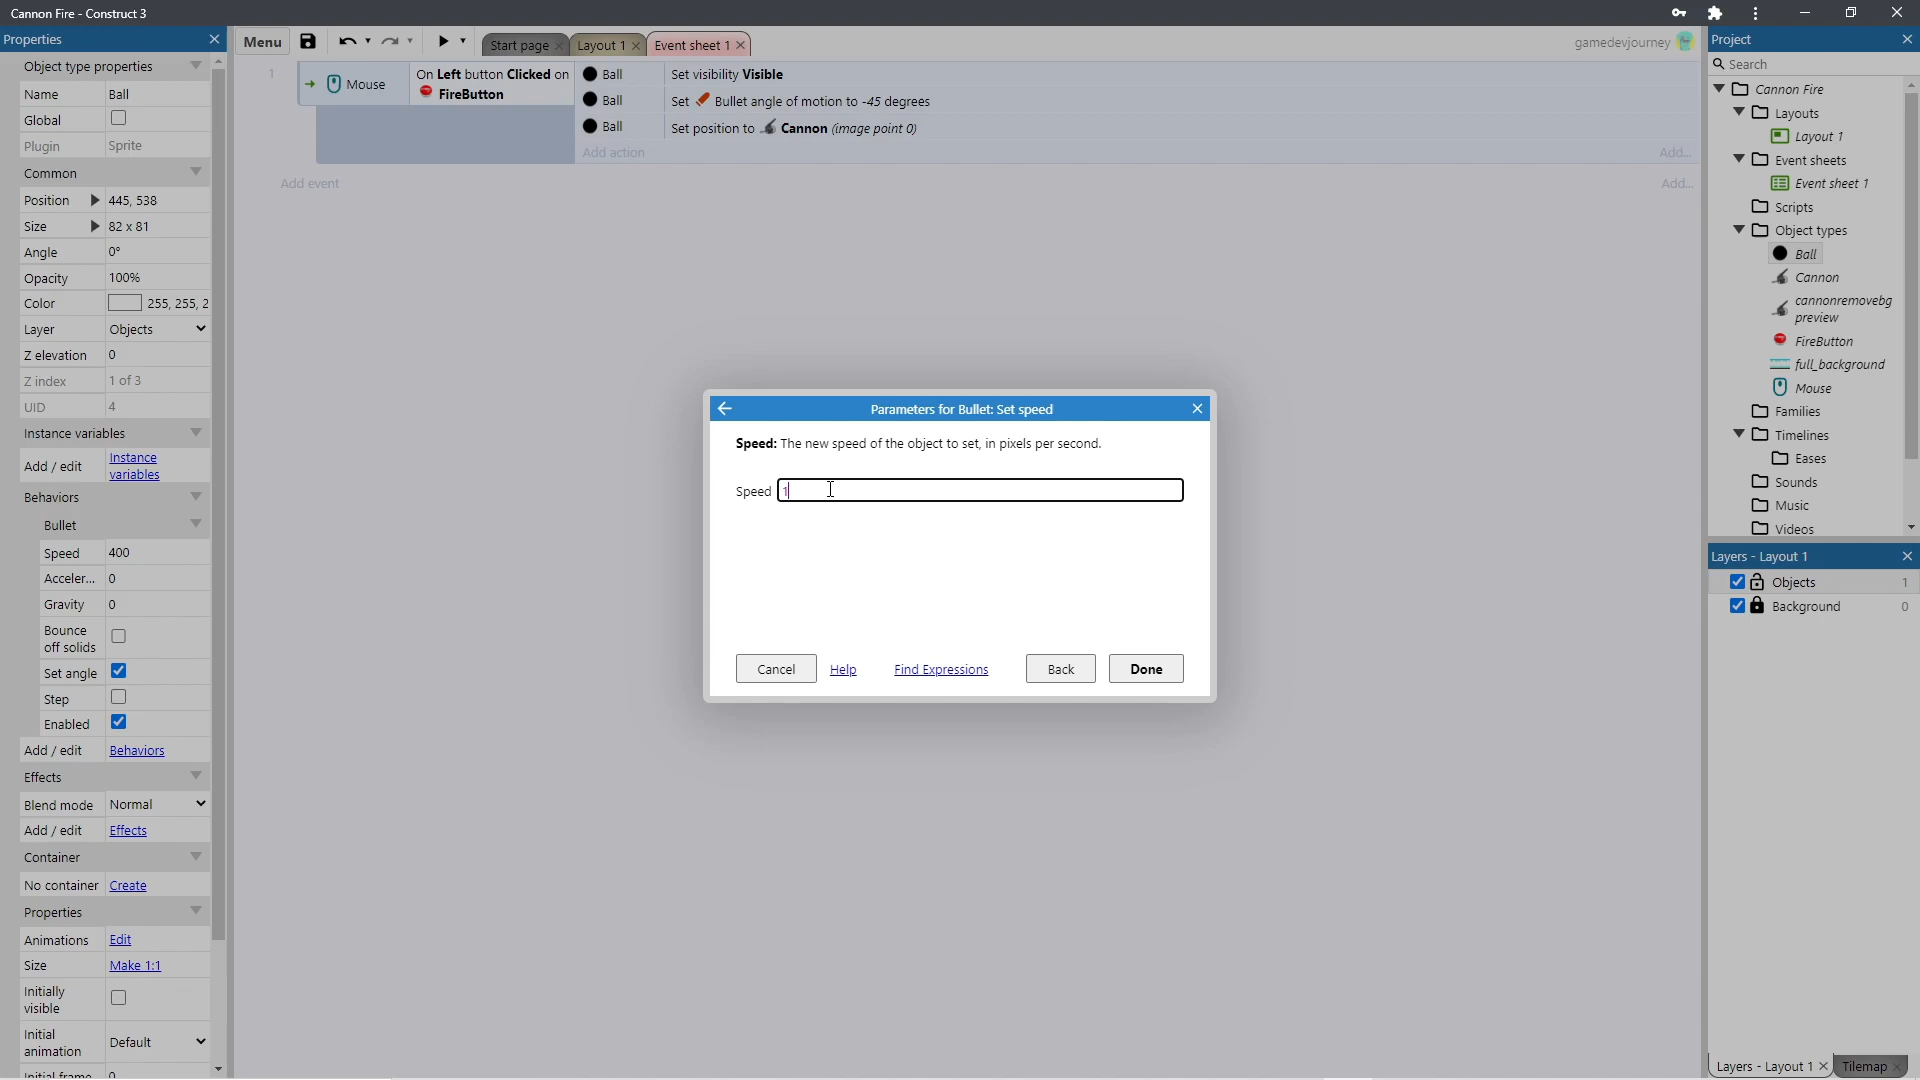 Cannon Fire - Construct 3
Properties
Menu
Start page
Layout 1
Event sheet 1
gamedevjourney
Project
Object type properties
Name Ball
Global
Plugin Sprite
Common
Position 445, 538
Size 82 x 81
Angle 0°
Opacity 100%
Color 255, 255, 2
Layer Objects
Z elevation 0
Z index 1 of 3
UID 4
Instance variables
Add / edit Instance variables
Behaviors
Bullet
Speed 400
Acceler... 0
Gravity 0
Bounce off solids
Set angle
Step
Enabled
Add / edit Behaviors
Effects
Blend mode Normal
Add / edit Effects
Container
No container Create
Properties
Animations Edit
Size Make 1:1
Initially visible
Initial animation Default
Initial frame 0
1
Mouse
On Left button Clicked on
FireButton
Ball Set visibility Visible
Ball Set Bullet angle of motion to -45 degrees
Ball Set position to Cannon (image point 0)
Add action Add...
Add event Add...
Parameters for Bullet: Set speed
Speed: The new speed of the object to set, in pixels per second.
Speed 1
Cancel Help Find Expressions Back Done
Search
Cannon Fire
Layouts
Layout 1
Event sheets
Event sheet 1
Scripts
Object types
Ball
Cannon
cannonremovebg
preview
FireButton
full_background
Mouse
Families
Timelines
Eases
Sounds
Music
Videos
Layers - Layout 1
Objects 1
Background 0
Layers - Layout 1
Tilemap